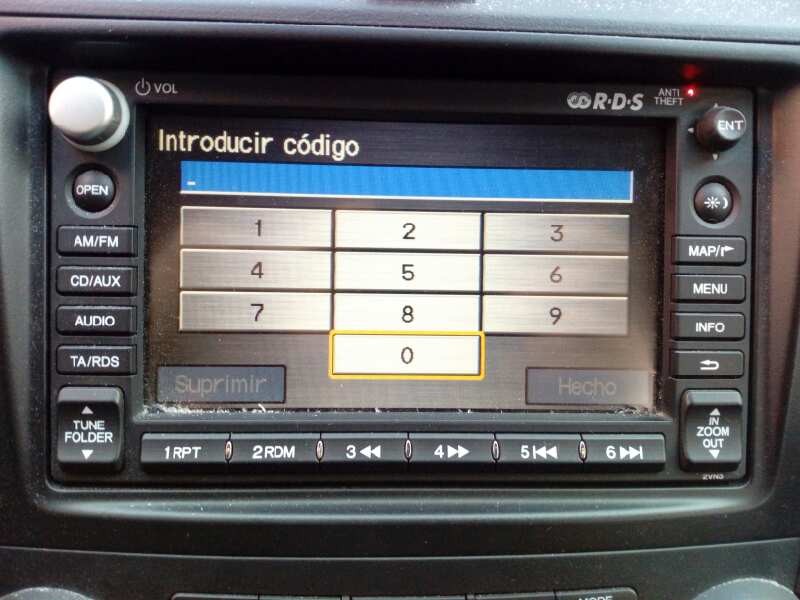 VOL
R·D·S
ANTI
THEFT
Introducir código
ENT
OPEN
1 2 3
AM/FM
MAP/
4 5 6
CD/AUX
MENU
7 8 9
AUDIO
INFO
0
TA/RDS
Suprimir
Hecho
TUNE
FOLDER
IN
ZOOM
OUT
1 RPT
2 RDM
3
4
5
6
2VN3
MODE